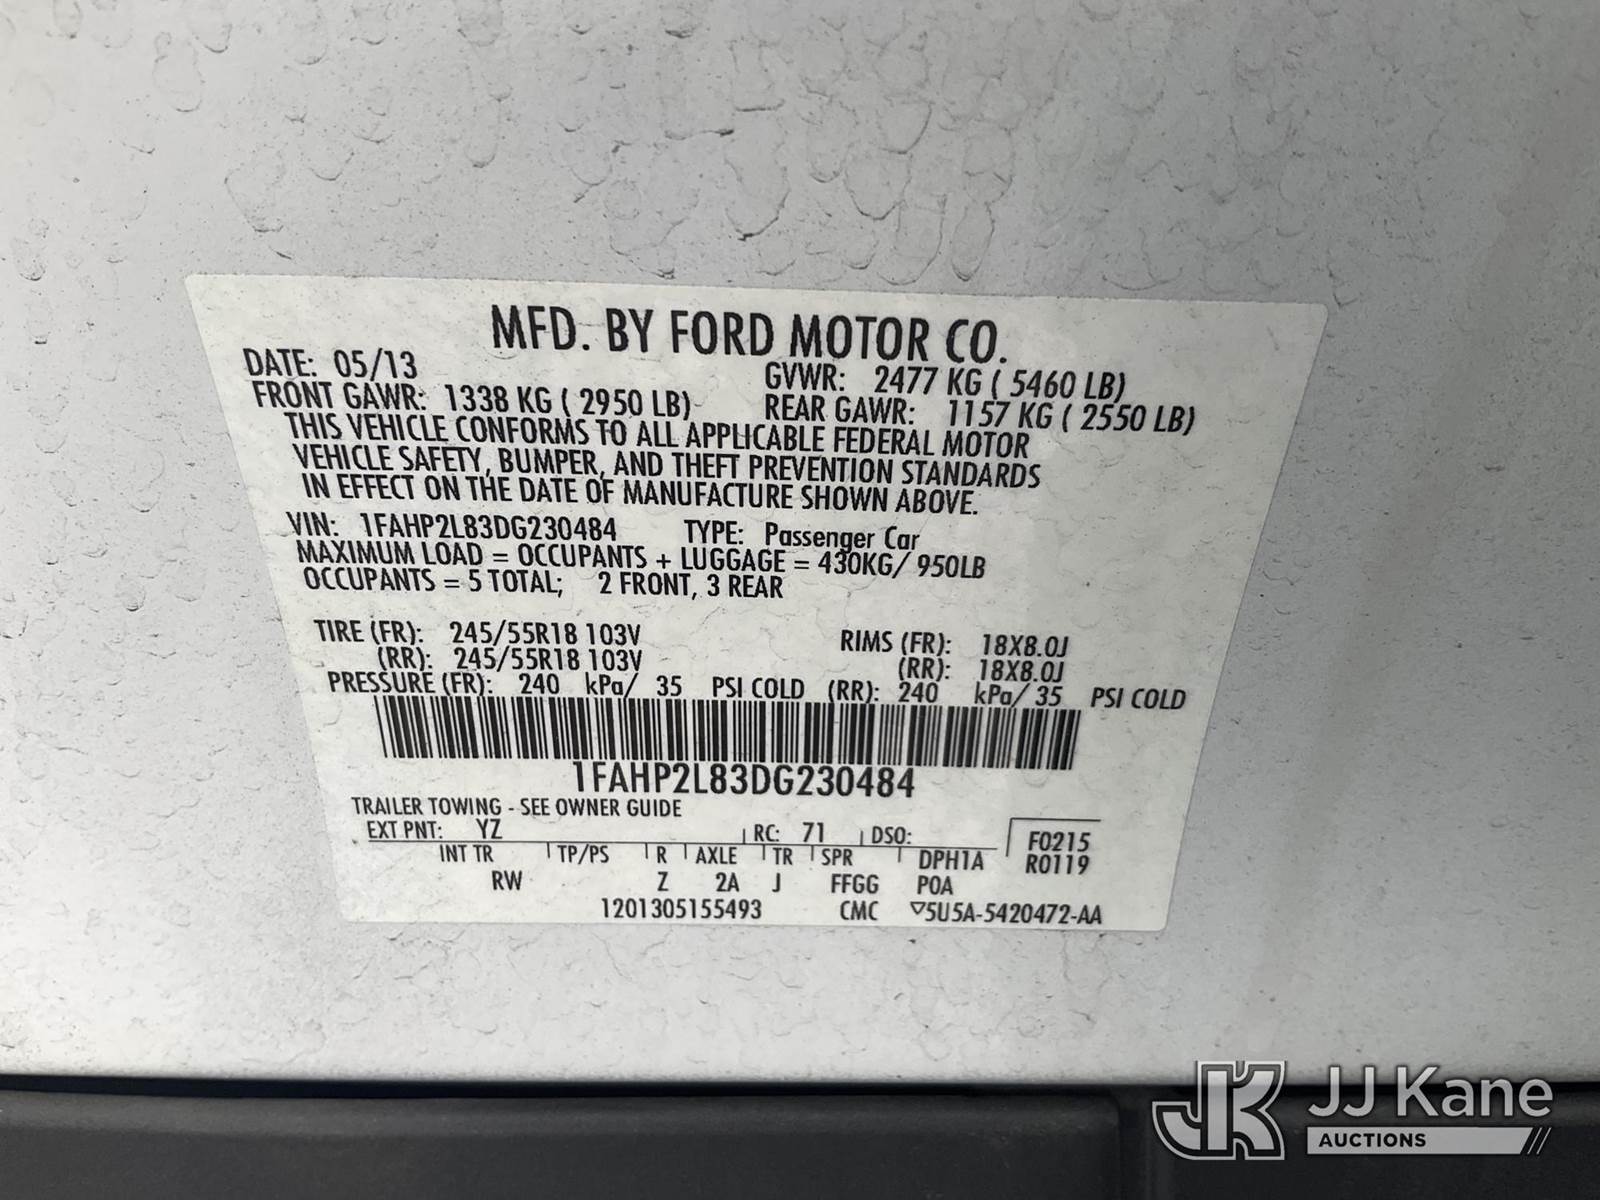 MFD. BY FORD MOTOR CO.
DATE: 05/13 GVWR: 2477 KG ( 5460 LB)
FRONT GAWR: 1338 KG ( 2950 LB) REAR GAWR: 1157 KG ( 2550 LB)
THIS VEHICLE CONFORMS TO ALL APPLICABLE FEDERAL MOTOR
VEHICLE SAFETY, BUMPER, AND THEFT PREVENTION STANDARDS
IN EFFECT ON THE DATE OF MANUFACTURE SHOWN ABOVE.
VIN: 1FAHP2L83DG230484 TYPE: Passenger Car
MAXIMUM LOAD = OCCUPANTS + LUGGAGE = 430KG/ 950LB
OCCUPANTS = 5 TOTAL; 2 FRONT, 3 REAR
TIRE (FR): 245/55R18 103V RIMS (FR): 18X8.0J
(RR): 245/55R18 103V (RR): 18X8.0J
PRESSURE (FR): 240 kPa/ 35 PSI COLD (RR): 240 kPa/ 35 PSI COLD
1FAHP2L83DG230484
TRAILER TOWING - SEE OWNER GUIDE
EXT PNT: YZ RC: 71 DSO: F0215
INT TR TP/PS R AXLE TR SPR DPH1A R0119
RW Z 2A J FFGG POA
1201305155493 CMC ▽5U5A-5420472-AA
JK JJ Kane
AUCTIONS